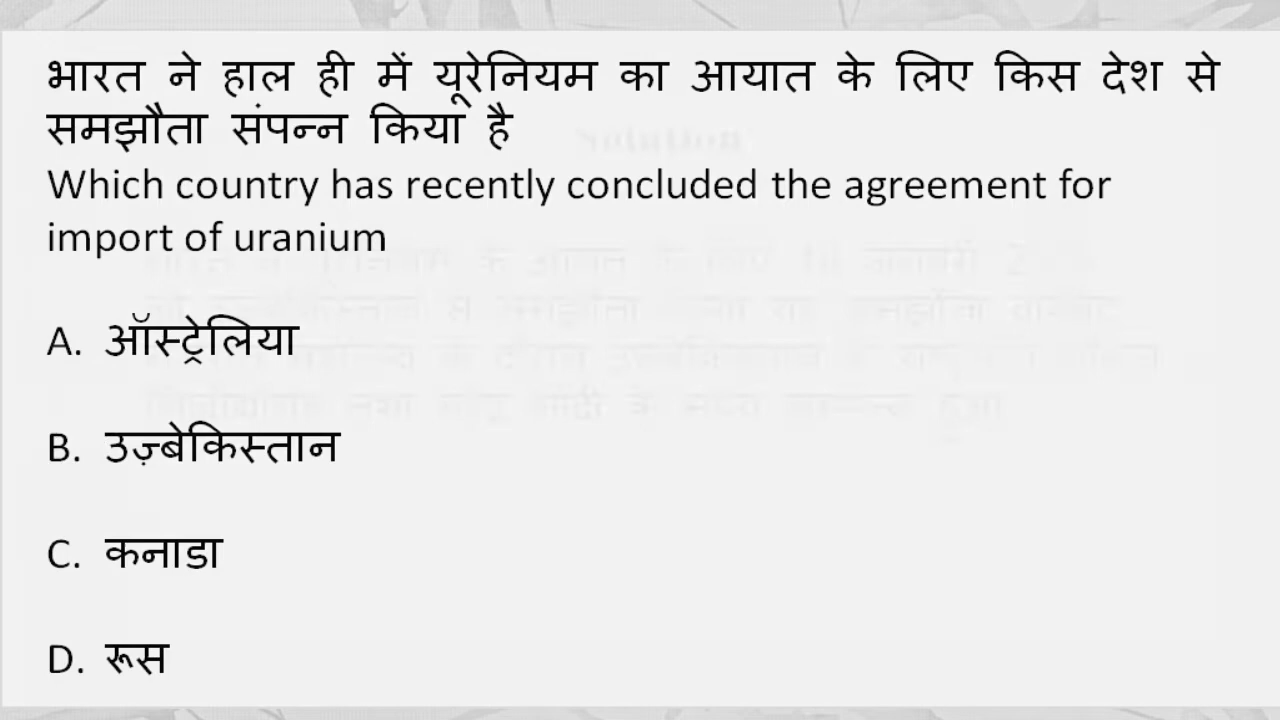 भारत ने हाल ही में यूरेनियम का आयात के लिए किस देश से
समझौता संपन्न किया है
Solution
Which country has recently concluded the agreement for
import of uranium
A. ऑस्ट्रेलिया
B. उज़्बेकिस्तान
C. कनाडा
D. रूस